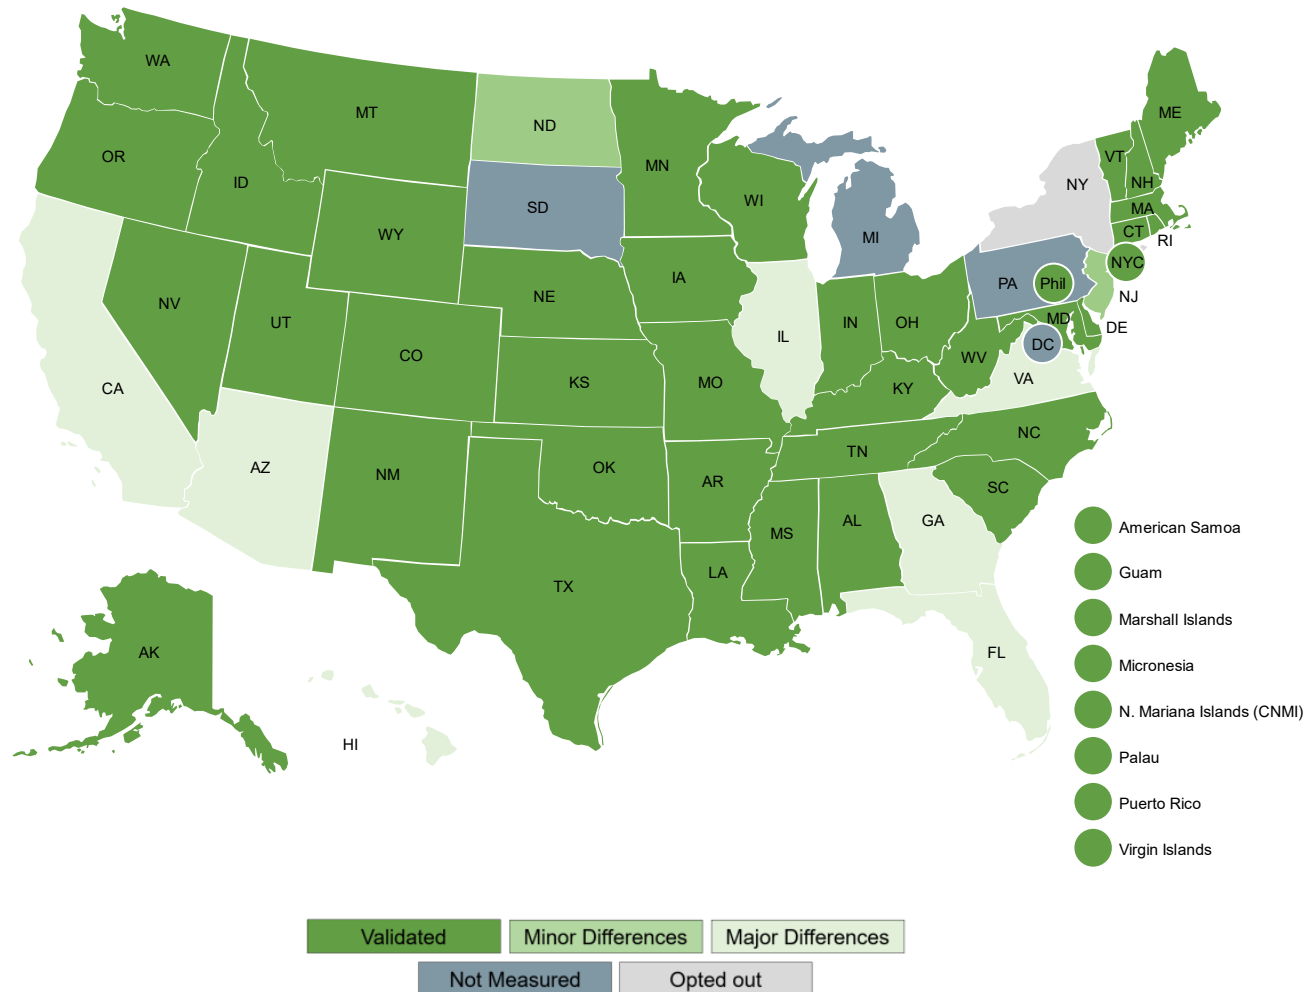 WA
MT
ND
MN
ME
OR
ID
SD
WI
MI
NY
VT
NH
MA
CT
RI
WY
NV
UT
CO
NE
IA
IL
IN
OH
PA
Phil
NYC
NJ
MD
DE
DC
CA
KS
MO
KY
WV
VA
AZ
NM
OK
AR
TN
NC
SC
MS
AL
GA
TX
LA
FL
AK
HI
American Samoa
Guam
Marshall Islands
Micronesia
N. Mariana Islands (CNMI)
Palau
Puerto Rico
Virgin Islands
Validated
Minor Differences
Major Differences
Not Measured
Opted out